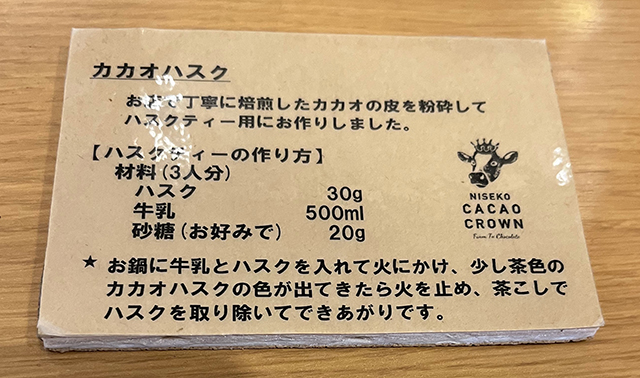 カカオハスク
お店で丁寧に焙煎したカカオの皮を粉砕して
ハスクティー用にお作りしました。
【ハスクティーの作り方】
材料(3人分)
ハスク 30g
牛乳 500ml
砂糖(お好みで) 20g
NISEKO
CACAO
CROWN
Farm To Chocolate
★ お鍋に牛乳とハスクを入れて火にかけ、少し茶色の
カカオハスクの色が出てきたら火を止め、茶こしで
ハスクを取り除いてできあがりです。